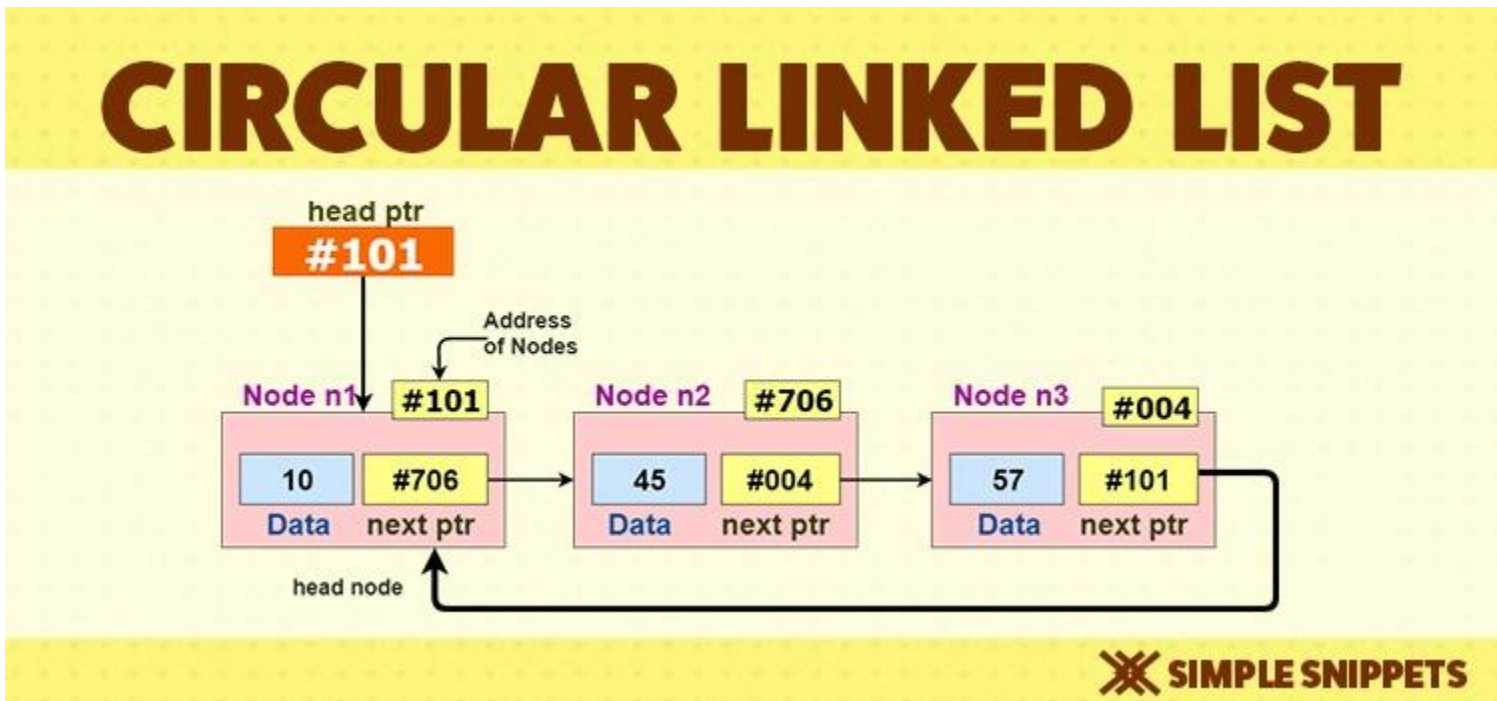 CIRCULAR LINKED LIST
head ptr
#101
Address
of Nodes
Node n1
#101
Node n2
#706
Node n3
#004
10
#706
45
#004
57
#101
Data
next ptr
Data
next ptr
Data
next ptr
head node
SIMPLE SNIPPETS